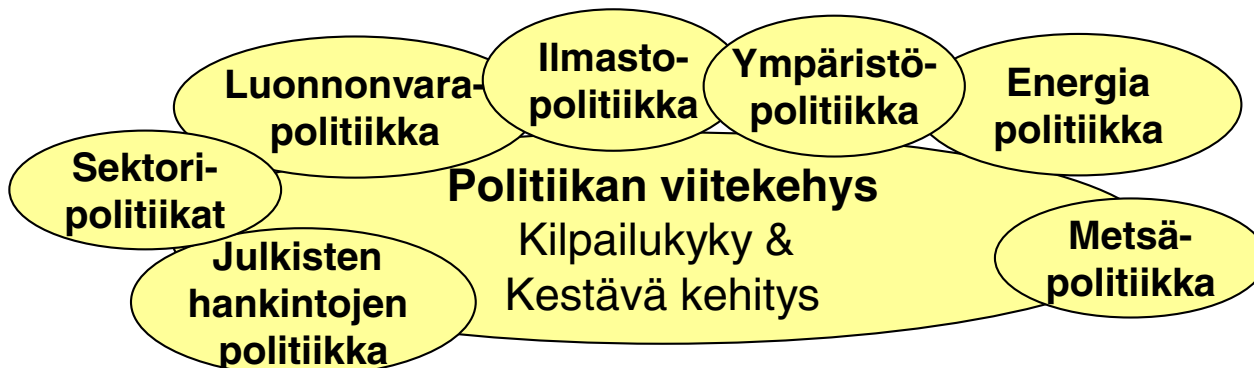 Luonnonvara-
politiikka
Ilmasto-
politiikka
Ympäristö-
politiikka
Energia
politiikka
Sektori-
politiikat
Politiikan viitekehys
Kilpailukyky &
Kestävä kehitys
Metsä-
politiikka
Julkisten
hankintojen
politiikka